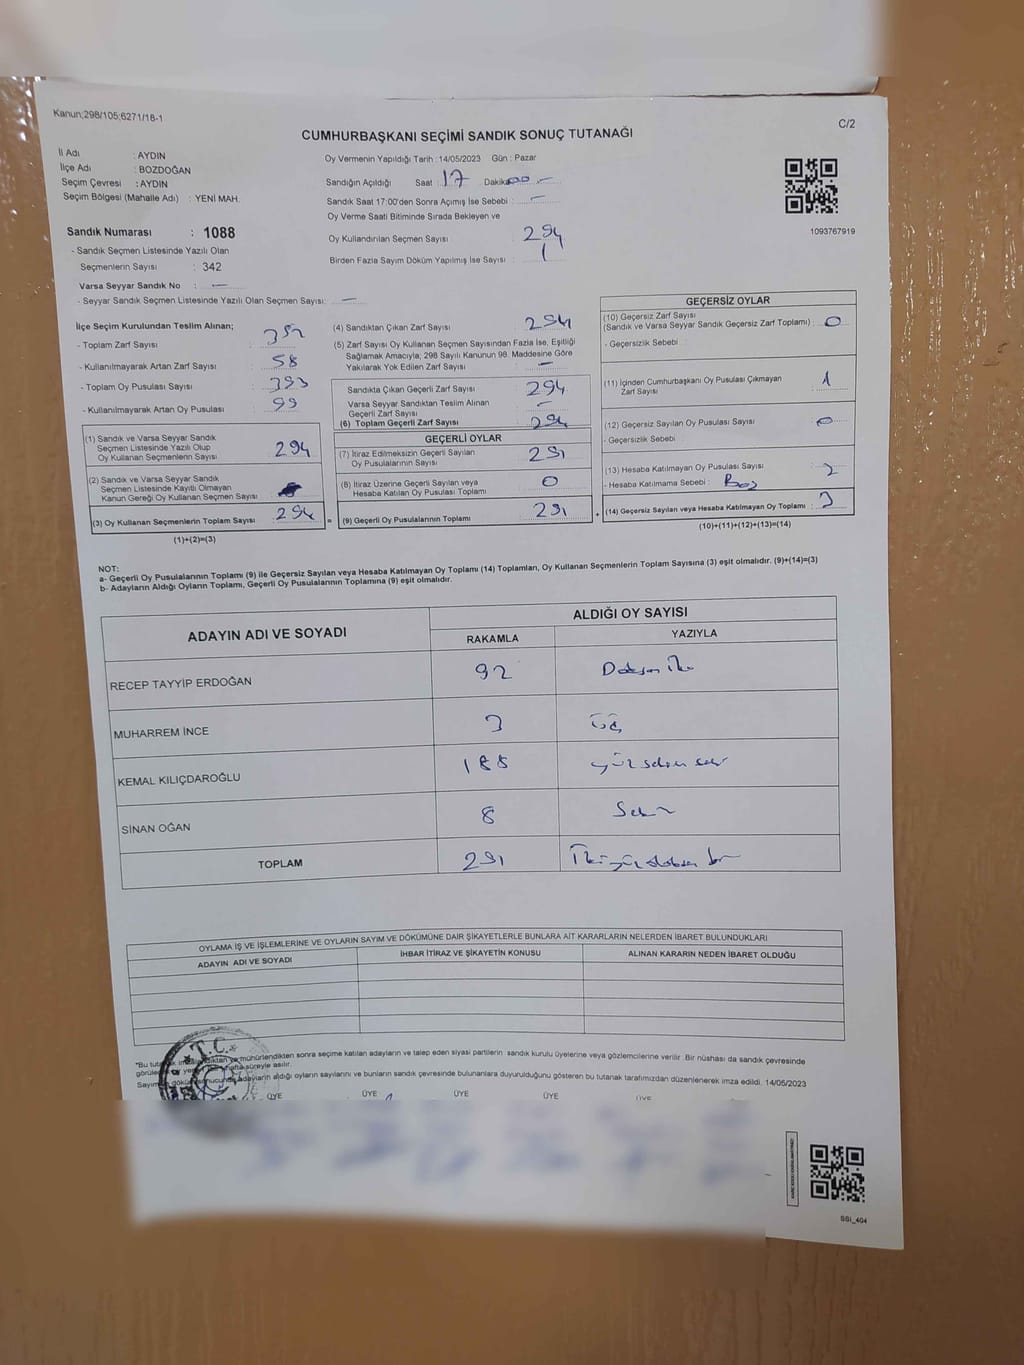 Kanun;298/105;6271/18-1
C/2
CUMHURBAŞKANI SEÇİMİ SANDIK SONUÇ TUTANAĞI
İl Adı : AYDIN
İlçe Adı : BOZDOĞAN
Seçim Çevresi : AYDIN
Seçim Bölgesi (Mahalle Adı) : YENİ MAH.
Sandık Numarası : 1088
- Sandık Seçmen Listesinde Yazılı Olan
Seçmenlerin Sayısı : 342
Varsa Seyyar Sandık No : —
- Seyyar Sandık Seçmen Listesinde Yazılı Olan Seçmen Sayısı: —
Oy Vermenin Yapıldığı Tarih :14/05/2023 Gün : Pazar
Sandığın Açıldığı Saat 17 Dakika 00 —
Sandık Saat 17:00'den Sonra Açımış İse Sebebi : —
Oy Verme Saati Bitiminde Sırada Bekleyen ve
Oy Kullandırılan Seçmen Sayısı : 294
Birden Fazla Sayım Döküm Yapılmış İse Sayısı : 1
1093767919
İlçe Seçim Kurulundan Teslim Alınan;
- Toplam Zarf Sayısı : 352
- Kullanılmayarak Artan Zarf Sayısı : 58
- Toplam Oy Pusulası Sayısı : 393
- Kullanılmayarak Artan Oy Pusulası : 99
(1) Sandık ve Varsa Seyyar Sandık
Seçmen Listesinde Yazılı Olup
Oy Kullanan Seçmenlerin Sayısı : 294
(2) Sandık ve Varsa Seyyar Sandık
Seçmen Listesinde Kayıtlı Olmayan
Kanun Gereği Oy Kullanan Seçmen Sayısı :
(3) Oy Kullanan Seçmenlerin Toplam Sayısı : 294
(1)+(2)=(3)
(4) Sandıktan Çıkan Zarf Sayısı : 294
(5) Zarf Sayısı Oy Kullanan Seçmen Sayısından Fazla İse, Eşitliği
Sağlamak Amacıyla; 298 Sayılı Kanunun 98. Maddesine Göre
Yakılarak Yok Edilen Zarf Sayısı : —
Sandıkta Çıkan Geçerli Zarf Sayısı : 294
Varsa Seyyar Sandıktan Teslim Alınan
Geçerli Zarf Sayısı : —
(6) Toplam Geçerli Zarf Sayısı : 294
GEÇERLİ OYLAR
(7) İtiraz Edilmeksizin Geçerli Sayılan
Oy Pusulalarının Sayısı : 291
(8) İtiraz Üzerine Geçerli Sayılan veya
Hesaba Katılan Oy Pusulası Toplamı : 0
= (9) Geçerli Oy Pusulalarının Toplamı : 291 +
GEÇERSİZ OYLAR
(10) Geçersiz Zarf Sayısı
(Sandık ve Varsa Seyyar Sandık Geçersiz Zarf Toplamı) : 0
- Geçersizlik Sebebi :
(11) İçinden Cumhurbaşkanı Oy Pusulası Çıkmayan
Zarf Sayısı : 1
(12) Geçersiz Sayılan Oy Pusulası Sayısı : 0
- Geçersizlik Sebebi :
(13) Hesaba Katılmayan Oy Pusulası Sayısı : 2
- Hesaba Katılmama Sebebi : Boş
(14) Geçersiz Sayılan veya Hesaba Katılmayan Oy Toplamı : 3
(10)+(11)+(12)+(13)=(14)
NOT:
a- Geçerli Oy Pusulalarının Toplamı (9) ile Geçersiz Sayılan veya Hesaba Katılmayan Oy Toplamı (14) Toplamları, Oy Kullanan Seçmenlerin Toplam Sayısına (3) eşit olmalıdır. (9)+(14)=(3)
b- Adayların Aldığı Oyların Toplamı, Geçerli Oy Pusulalarının Toplamına (9) eşit olmalıdır.
ADAYIN ADI VE SOYADI
ALDIĞI OY SAYISI
RAKAMLA YAZIYLA
RECEP TAYYİP ERDOĞAN 92 Doksan İki
MUHARREM İNCE 3 üç
KEMAL KILIÇDAROĞLU 188 yüz seksen sekiz
SİNAN OĞAN 8 Sekiz
TOPLAM 291 İkiyüz doksan bir
OYLAMA İŞ VE İŞLEMLERİNE VE OYLARIN SAYIM VE DÖKÜMÜNE DAİR ŞİKAYETLERLE BUNLARA AİT KARARLARIN NELERDEN İBARET BULUNDUKLARI
ADAYIN ADI VE SOYADI İHBAR İTİRAZ VE ŞİKAYETİN KONUSU ALINAN KARARIN NEDEN İBARET OLDUĞU
T.C.
*Bu ve mühürlendikten sonra seçime katılan adayların ve talep eden siyasi partilerin sandık kurulu üyelerine veya gözlemcilerine verilir. Bir nüshası da sandık çevresinde
süreyle asılır.
Sayım adayların aldığı oyların sayılarını ve bunların sandık çevresinde bulunanlara duyurulduğunu gösteren bu tutanak tarafımızdan düzenlenerek imza edildi. 14/05/2023
ÜYE ÜYE ÜYE ÜYE ÜYE
SSI_404